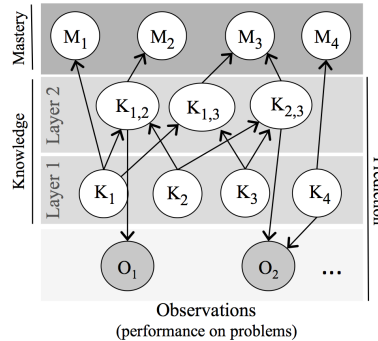 Mastery
M1 M2 M3 M4
Knowledge
Layer 2
K1,2 K1,3 K2,3
Layer 1
K1 K2 K3 K4
O1 O2 ...
Observations
(performance on problems)